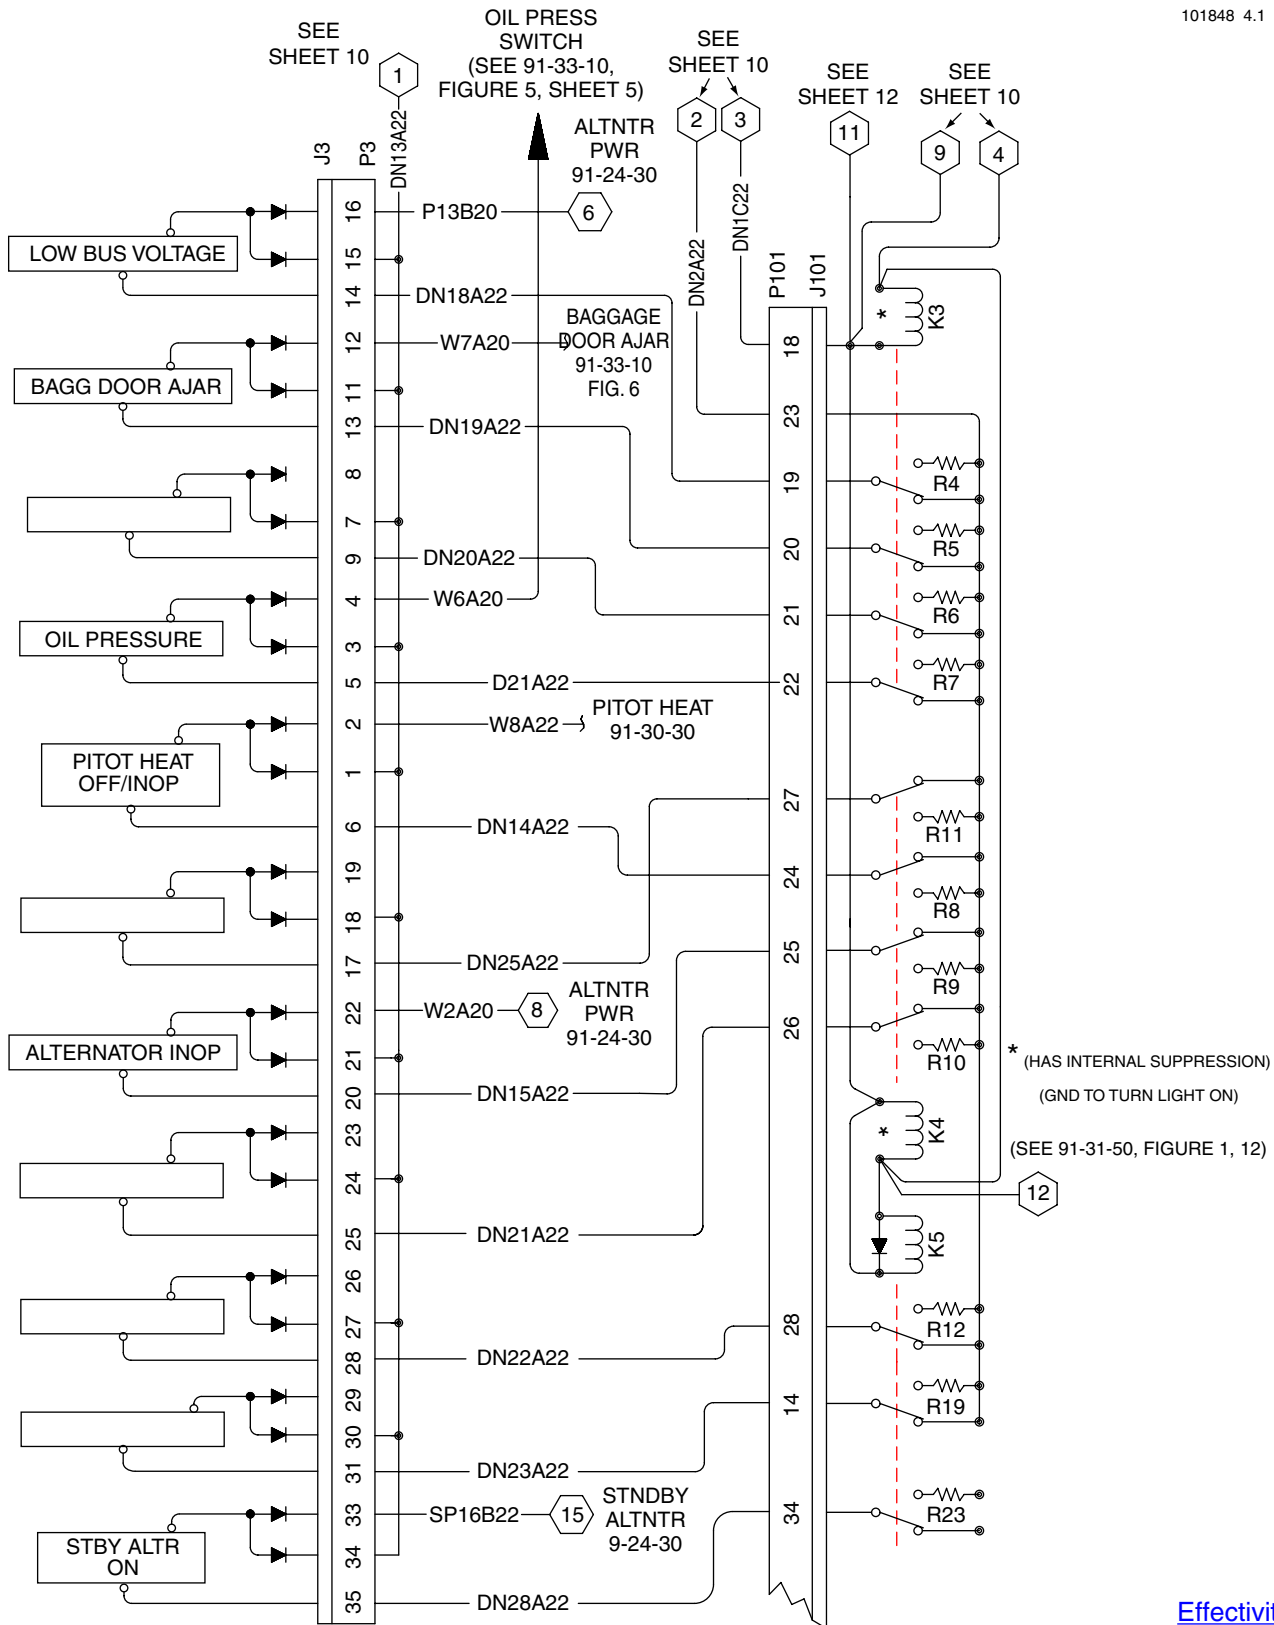 101848 4.1
SEE
SHEET 10
1
OIL PRESS
SWITCH
(SEE 91-33-10,
FIGURE 5, SHEET 5)
SEE
SHEET 10
2
3
SEE
SHEET 12
11
SEE
SHEET 10
9
4
J3
P3
DN13A22
ALTNTR
PWR
91-24-30
6
DN2A22
DN1C22
P101
J101
LOW BUS VOLTAGE
16
P13B20
15
14
DN18A22
BAGG DOOR AJAR
12
W7A20
BAGGAGE
DOOR AJAR
91-33-10
FIG. 6
11
13
DN19A22
8
7
9
DN20A22
OIL PRESSURE
4
W6A20
3
5
D21A22
PITOT HEAT
OFF/INOP
2
W8A22
PITOT HEAT
91-30-30
1
6
DN14A22
19
18
17
DN25A22
ALTERNATOR INOP
22
W2A20
8
ALTNTR
PWR
91-24-30
21
20
DN15A22
23
24
25
DN21A22
26
27
28
DN22A22
29
30
31
DN23A22
STBY ALTR
ON
33
SP16B22
15
STNDBY
ALTNTR
9-24-30
34
35
DN28A22
18
*
K3
23
19
R4
20
R5
21
R6
22
R7
27
R11
24
R8
25
R9
26
R10
* (HAS INTERNAL SUPPRESSION)
(GND TO TURN LIGHT ON)
*
K4
(SEE 91-31-50, FIGURE 1, 12)
12
K5
28
R12
14
R19
34
R23
Effectivit